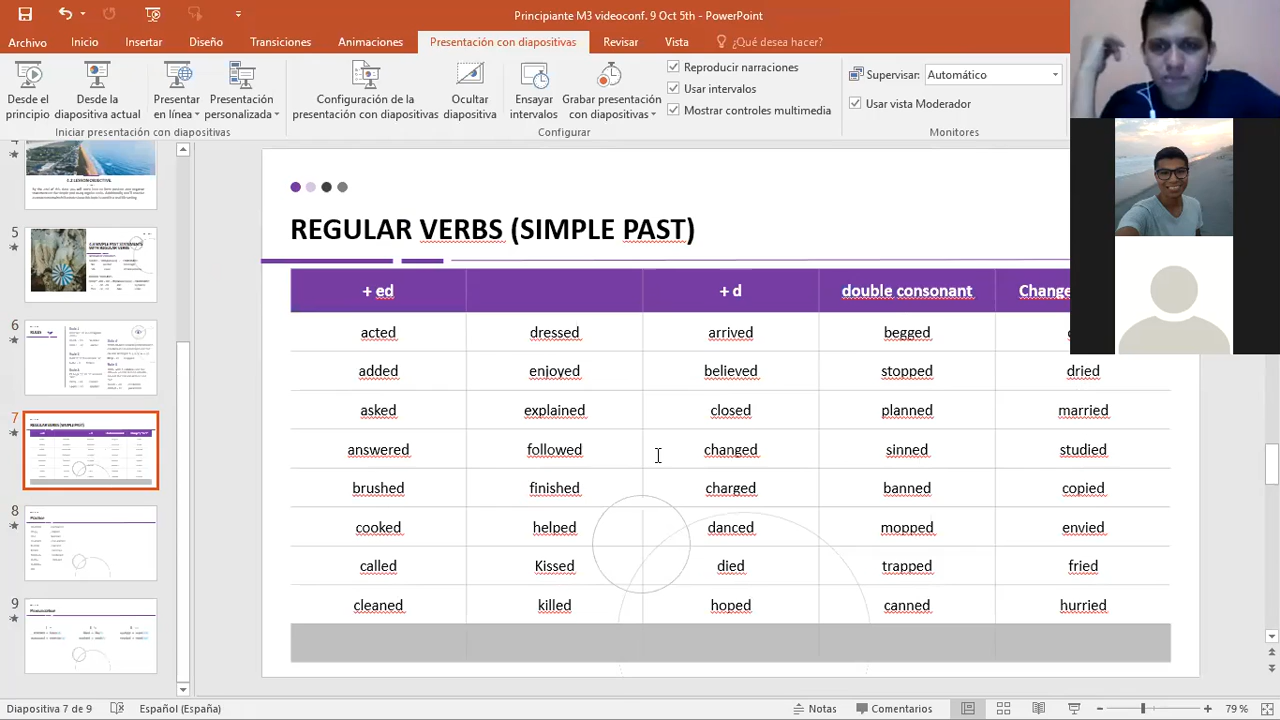 Principiante M3 videoconf. 9 Oct 5th - PowerPoint
Archivo Inicio Insertar Diseño Transiciones Animaciones Presentación con diapositivas Revisar Vista ¿Qué desea hacer?
Desde el principio
Desde la diapositiva actual
Presentar en línea
Presentación personalizada
Configuración de la presentación con diapositivas
Ocultar diapositiva
Ensayar intervalos
Grabar presentación con diapositivas
Reproducir narraciones
Usar intervalos
Mostrar controles multimedia
Supervisar: Automático
Usar vista Moderador
Iniciar presentación con diapositivas Configurar Monitores
4
5
6
7
8
9
REGULAR VERBS (SIMPLE PAST)
+ ed + d double consonant Change
acted dressed arrived begged
added enjoyed believed stopped dried
asked explained closed planned married
answered followed changed sinned studied
brushed finished charged banned copied
cooked helped danced mopped envied
called Kissed died trapped fried
cleaned killed hurried
Diapositiva 7 de 9 Español (España) Notas Comentarios 79 %